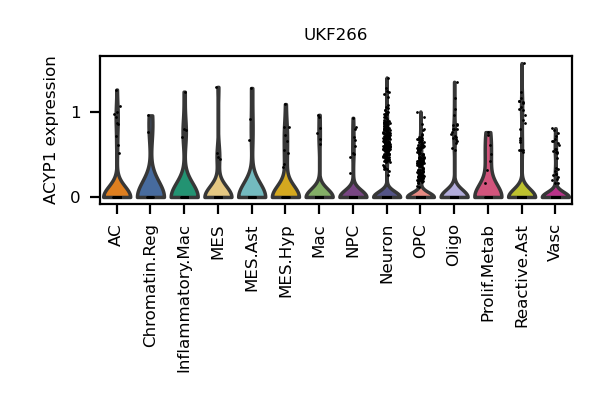 UKF266
ACYP1 expression
1
0
AC
Chromatin.Reg
Inflammatory.Mac
MES
MES.Ast
MES.Hyp
Mac
NPC
Neuron
OPC
Oligo
Prolif.Metab
Reactive.Ast
Vasc